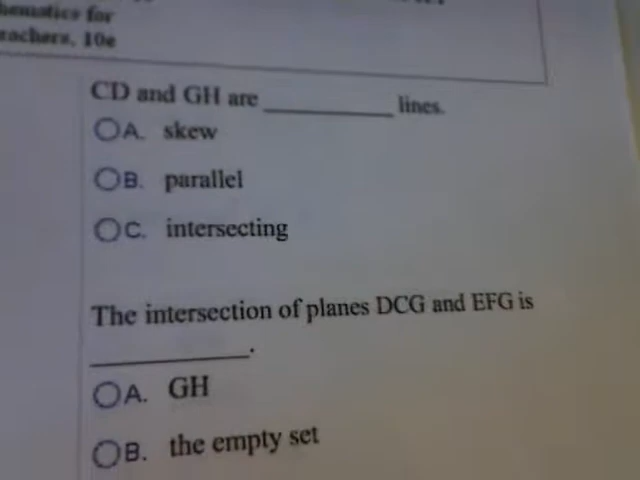 hematics for
eachers, 10e
CD and GH are __________ lines.
A. skew
B. parallel
C. intersecting
The intersection of planes DCG and EFG is
__________.
A. GH
B. the empty set